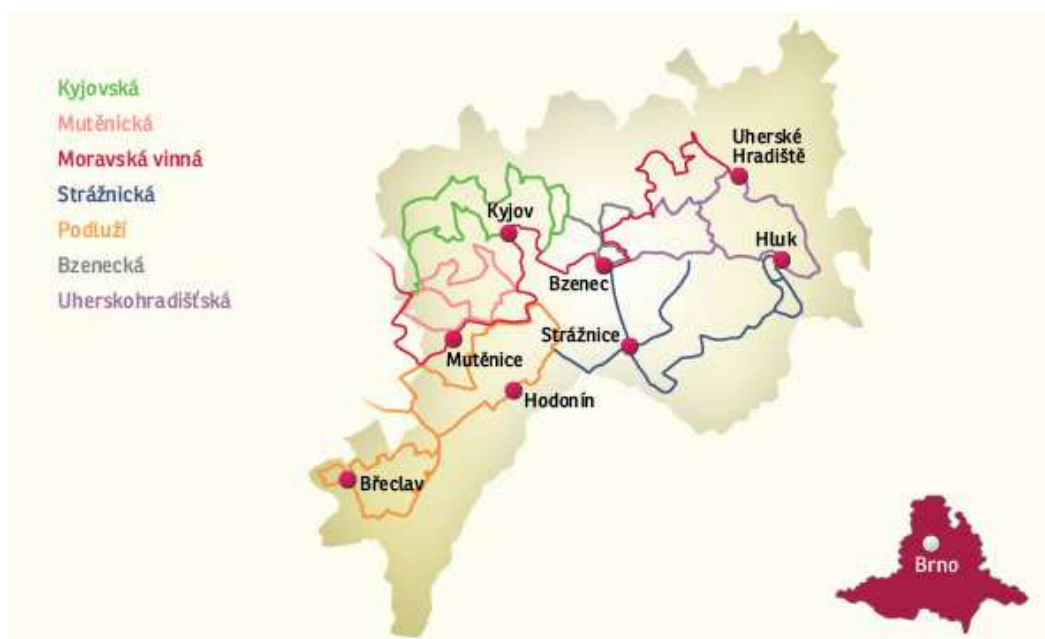 Kyjovská
Mutěnická
Moravská vinná
Strážnická
Podluží
Bzenecká
Uherskohradišťská
Uherské
Hradiště
Kyjov
Hluk
Bzenec
Strážnice
Mutěnice
Hodonín
Břeclav
Brno